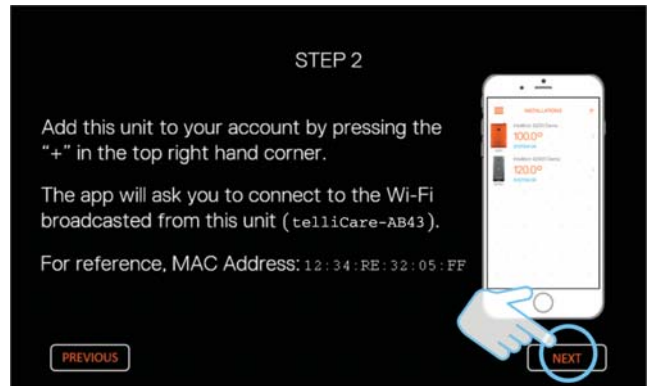 STEP 2
Add this unit to your account by pressing the
“+” in the top right hand corner.
The app will ask you to connect to the Wi-Fi
broadcasted from this unit (telliCare-AB43).
For reference, MAC Address: 12:34:RE:32:05:FF
INSTALLATIONS +
100.0°
120.0°
PREVIOUS
NEXT